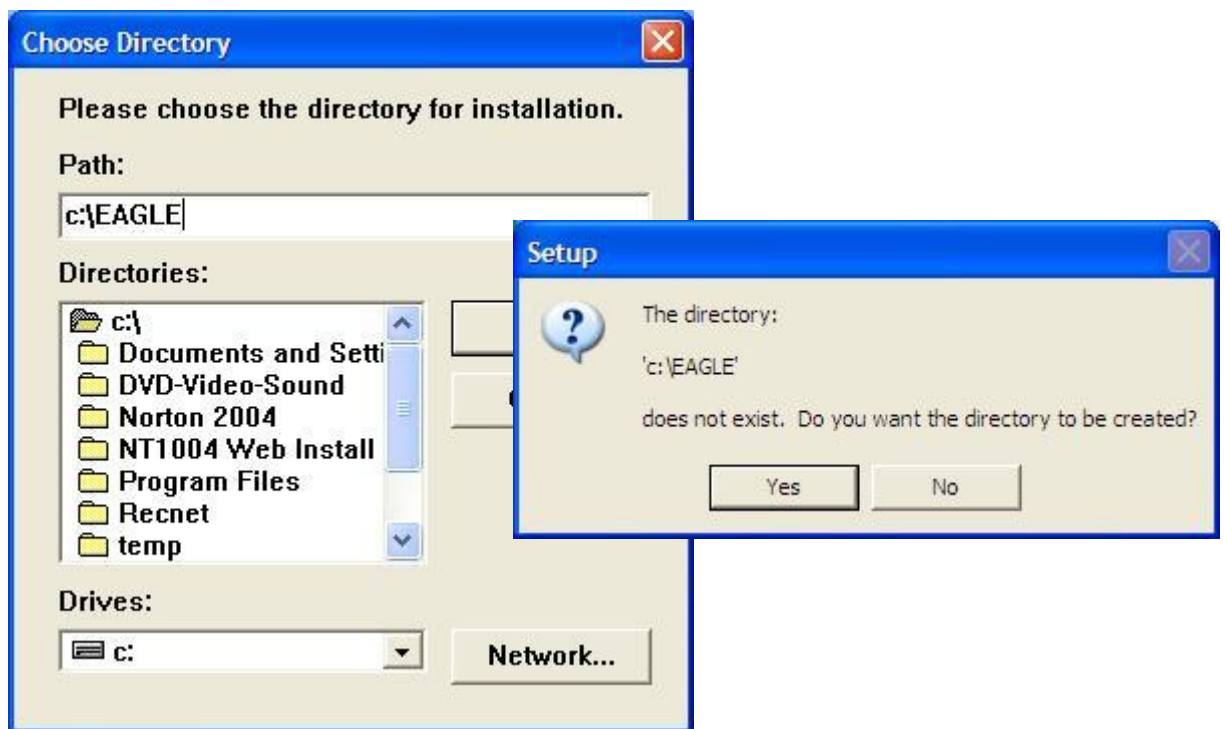 Choose Directory
Please choose the directory for installation.
Path:
c:\EAGLE
Directories:
c:\
Documents and Setti
DVD-Video-Sound
Norton 2004
NT1004 Web Install
Program Files
Recnet
temp
Drives:
c:
Network...
Setup
The directory:
'c:\EAGLE'
does not exist.  Do you want the directory to be created?
Yes
No